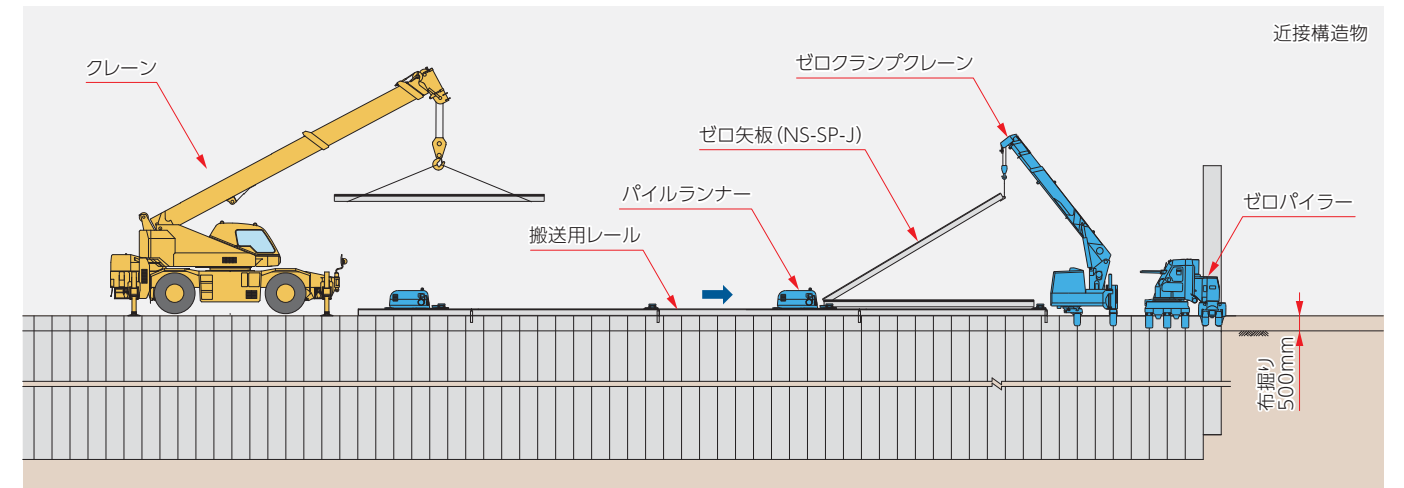 近接構造物
クレーン
ゼロクランプクレーン
ゼロ矢板(NS-SP-J)
パイルランナー
ゼロパイラー
搬送用レール
布掘り
500mm